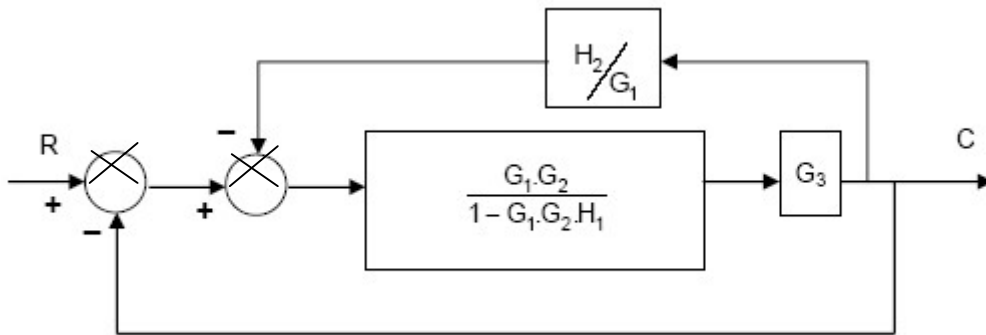 H₂/G₁
−
R
C
G₁.G₂
1 – G₁.G₂.H₁
G₃
+
+
−